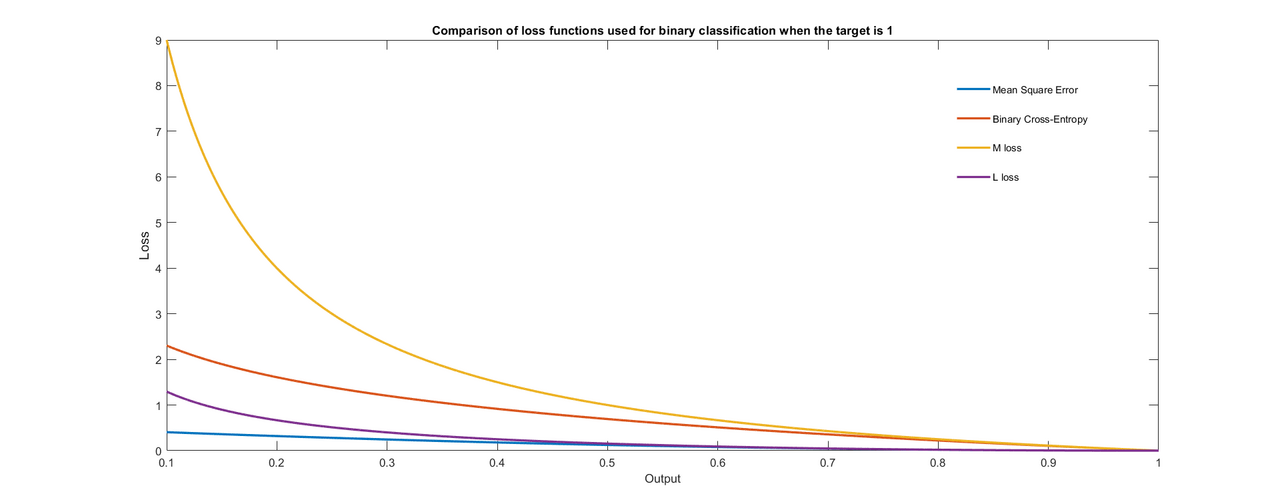 Comparison of loss functions used for binary classification when the target is 1
9
8
7
6
5
4
3
2
1
0
Loss
Mean Square Error
Binary Cross-Entropy
M loss
L loss
0.1 0.2 0.3 0.4 0.5 0.6 0.7 0.8 0.9 1
Output